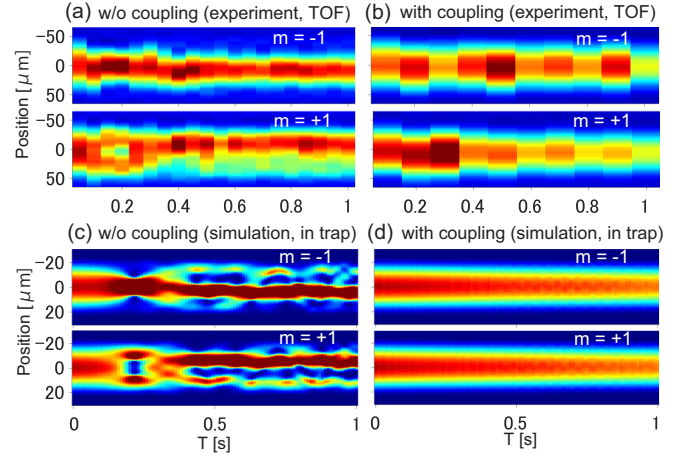 (a) w/o coupling (experiment, TOF)
(b) with coupling (experiment, TOF)
Position [μm]
-50
0
50
m = -1
m = -1
0
50
m = +1
m = +1
0.2
0.4
0.6
0.8
1
0.2
0.4
0.6
0.8
1
(c) w/o coupling (simulation, in trap)
(d) with coupling (simulation, in trap)
Position [μm]
-20
0
20
m = -1
m = -1
0
20
m = +1
m = +1
0
0.5
1
0.5
1
T [s]
T [s]